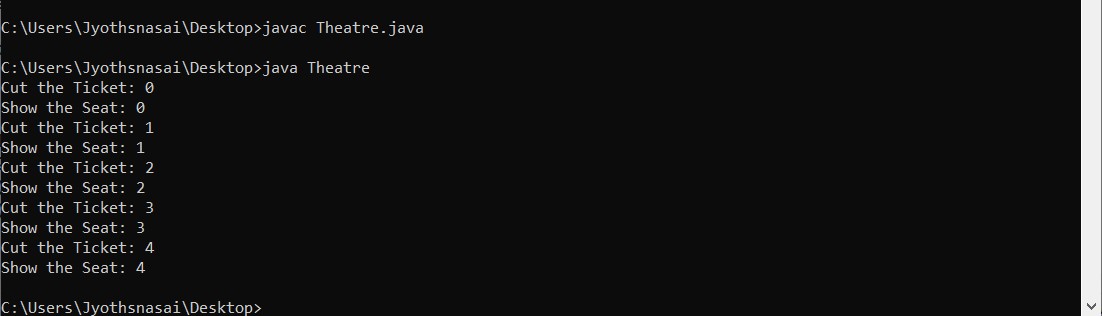 C:\Users\Jyothsnasai\Desktop>javac Theatre.java
C:\Users\Jyothsnasai\Desktop>java Theatre
Cut the Ticket: 0
Show the Seat: 0
Cut the Ticket: 1
Show the Seat: 1
Cut the Ticket: 2
Show the Seat: 2
Cut the Ticket: 3
Show the Seat: 3
Cut the Ticket: 4
Show the Seat: 4
C:\Users\Jyothsnasai\Desktop>